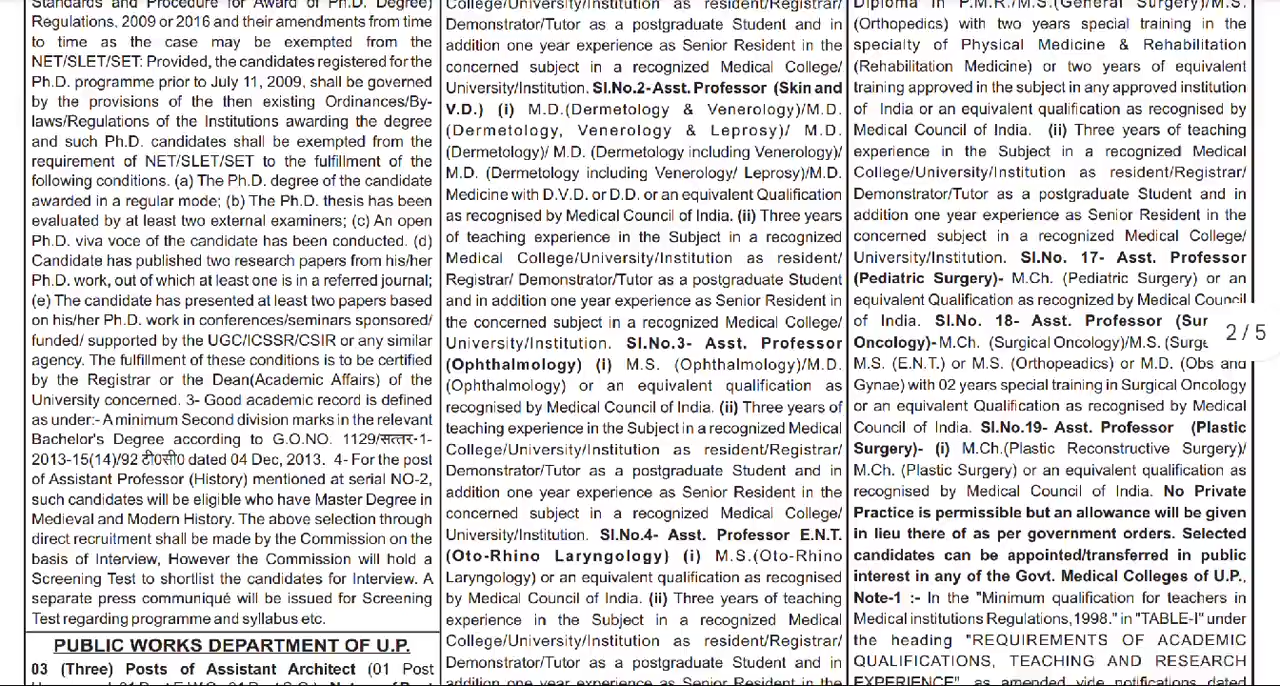 Standards and Procedure for Award of Ph.D. Degree)
Regulations, 2009 or 2016 and their amendments from time
to time as the case may be exempted from the
NET/SLET/SET: Provided, the candidates registered for the
Ph.D. programme prior to July 11, 2009, shall be governed
by the provisions of the then existing Ordinances/By-
laws/Regulations of the Institutions awarding the degree
and such Ph.D. candidates shall be exempted from the
requirement of NET/SLET/SET to the fulfillment of the
following conditions. (a) The Ph.D. degree of the candidate
awarded in a regular mode; (b) The Ph.D. thesis has been
evaluated by at least two external examiners; (c) An open
Ph.D. viva voce of the candidate has been conducted. (d)
Candidate has published two research papers from his/her
Ph.D. work, out of which at least one is in a referred journal;
(e) The candidate has presented at least two papers based
on his/her Ph.D. work in conferences/seminars sponsored/
funded/ supported by the UGC/ICSSR/CSIR or any similar
agency. The fulfillment of these conditions is to be certified
by the Registrar or the Dean(Academic Affairs) of the
University concerned. 3- Good academic record is defined
as under:- A minimum Second division marks in the relevant
Bachelor's Degree according to G.O.NO. 1129/सत्तर-1-
2013-15(14)/92 टी0सी0 dated 04 Dec, 2013. 4- For the post
of Assistant Professor (History) mentioned at serial NO-2,
such candidates will be eligible who have Master Degree in
Medieval and Modern History. The above selection through
direct recruitment shall be made by the Commission on the
basis of Interview, However the Commission will hold a
Screening Test to shortlist the candidates for Interview. A
separate press communiqué will be issued for Screening
Test regarding programme and syllabus etc.
PUBLIC WORKS DEPARTMENT OF U.P.
03 (Three) Posts of Assistant Architect (01 Post
College/University/Institution as resident/Registrar/
Demonstrator/Tutor as a postgraduate Student and in
addition one year experience as Senior Resident in the
concerned subject in a recognized Medical College/
University/Institution. Sl.No.2-Asst. Professor (Skin and
V.D.) (i) M.D.(Dermetology & Venerology)/M.D.
(Dermetology, Venerology & Leprosy)/ M.D.
(Dermetology)/ M.D. (Dermetology including Venerology)/
M.D. (Dermetology including Venerology/ Leprosy)/M.D.
Medicine with D.V.D. or D.D. or an equivalent Qualification
as recognised by Medical Council of India. (ii) Three years
of teaching experience in the Subject in a recognized
Medical College/University/Institution as resident/
Registrar/ Demonstrator/Tutor as a postgraduate Student
and in addition one year experience as Senior Resident in
the concerned subject in a recognized Medical College/
University/Institution. Sl.No.3- Asst. Professor
(Ophthalmology) (i) M.S. (Ophthalmology)/M.D.
(Ophthalmology) or an equivalent qualification as
recognised by Medical Council of India. (ii) Three years of
teaching experience in the Subject in a recognized Medical
College/University/Institution as resident/Registrar/
Demonstrator/Tutor as a postgraduate Student and in
addition one year experience as Senior Resident in the
concerned subject in a recognized Medical College/
University/Institution. Sl.No.4- Asst. Professor E.N.T.
(Oto-Rhino Laryngology) (i) M.S.(Oto-Rhino
Laryngology) or an equivalent qualification as recognised
by Medical Council of India. (ii) Three years of teaching
experience in the Subject in a recognized Medical
College/University/Institution as resident/Registrar/
Demonstrator/Tutor as a postgraduate Student and in
addition one year experience as Senior Resident in the
Diploma in P.M.R./M.S.(General Surgery)/M.S.
(Orthopedics) with two years special training in the
specialty of Physical Medicine & Rehabilitation
(Rehabilitation Medicine) or two years of equivalent
training approved in the subject in any approved institution
of India or an equivalent qualification as recognised by
Medical Council of India. (ii) Three years of teaching
experience in the Subject in a recognized Medical
College/University/Institution as resident/Registrar/
Demonstrator/Tutor as a postgraduate Student and in
addition one year experience as Senior Resident in the
concerned subject in a recognized Medical College/
University/Institution. Sl.No. 17- Asst. Professor
(Pediatric Surgery)- M.Ch. (Pediatric Surgery) or an
equivalent Qualification as recognized by Medical Council
of India. Sl.No. 18- Asst. Professor (Sur
Oncology)-M.Ch. (Surgical Oncology)/M.S. (Surge
M.S. (E.N.T.) or M.S. (Orthopeadics) or M.D. (Obs and
Gynae) with 02 years special training in Surgical Oncology
or an equivalent Qualification as recognised by Medical
Council of India. Sl.No.19- Asst. Professor (Plastic
Surgery)- (i) M.Ch.(Plastic Reconstructive Surgery)/
M.Ch. (Plastic Surgery) or an equivalent qualification as
recognised by Medical Council of India. No Private
Practice is permissible but an allowance will be given
in lieu there of as per government orders. Selected
candidates can be appointed/transferred in public
interest in any of the Govt. Medical Colleges of U.P..
Note-1 :- In the "Minimum qualification for teachers in
Medical institutions Regulations,1998." in "TABLE-I" under
the heading "REQUIREMENTS OF ACADEMIC
QUALIFICATIONS, TEACHING AND RESEARCH
EXPERIENCE" as amended vide notifications dated
2/5